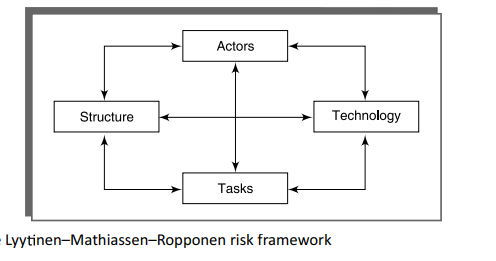 Actors
Structure
Technology
Tasks
Lyytinen–Mathiassen–Ropponen risk framework